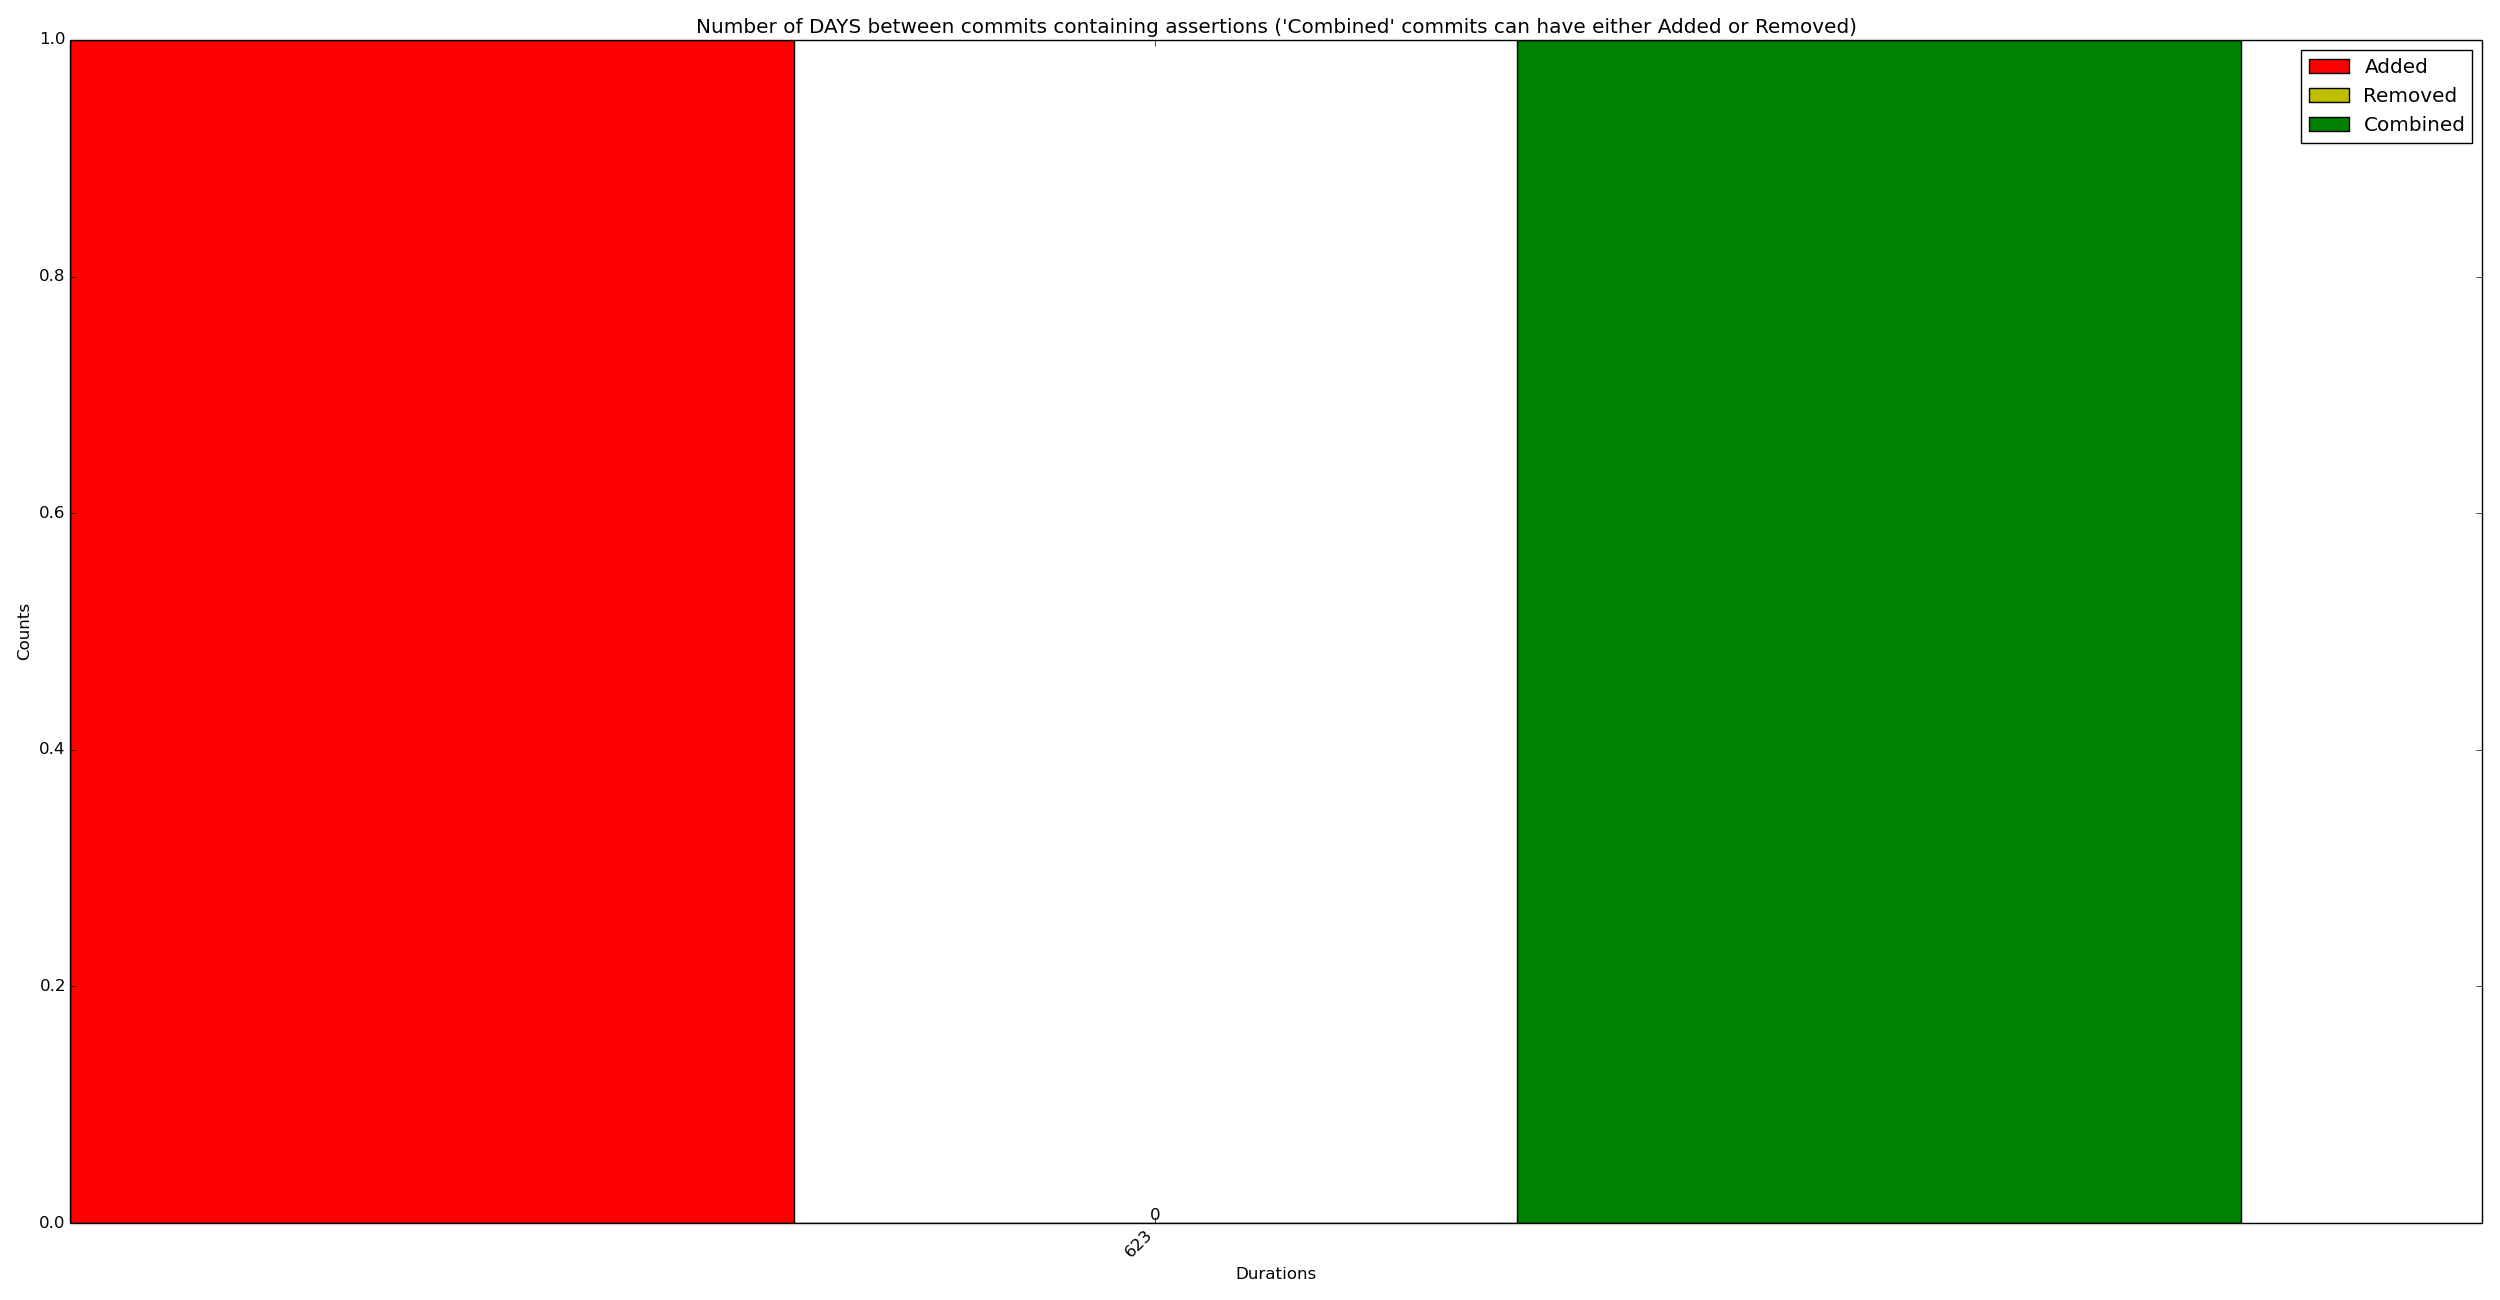 Number of DAYS between commits containing assertions ('Combined' commits can have either Added or Removed)
1.0
0.8
0.6
0.4
0.2
0.0
Counts
Added
Removed
Combined
0
623
Durations